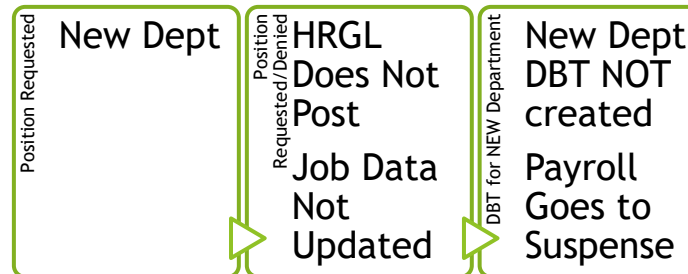 Position Requested
New Dept
Position
Requested/Denied
HRGL
Does Not
Post
Job Data
Not
Updated
DBT for NEW Department
New Dept
DBT NOT
created
Payroll
Goes to
Suspense